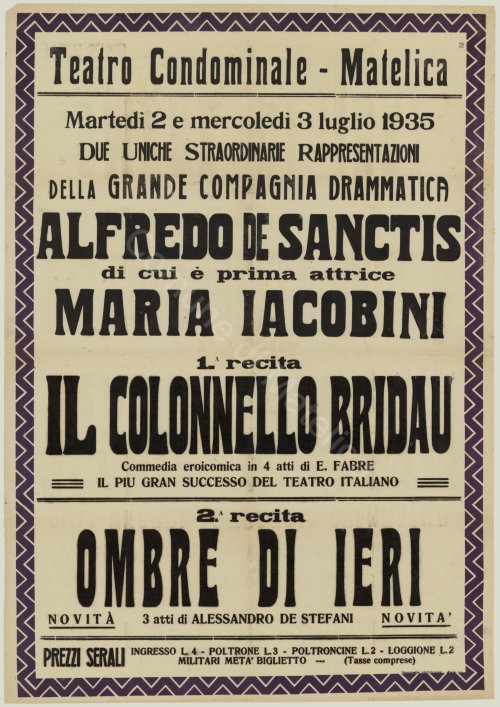 Teatro Condominale - Matelica
Martedì 2 e mercoledì 3 luglio 1935
DUE UNICHE STRAORDINARIE RAPPRESENTAZIONI
DELLA GRANDE COMPAGNIA DRAMMATICA
ALFREDO DE SANCTIS
di cui è prima attrice
MARIA IACOBINI
1.ª recita
IL COLONNELLO BRIDAU
Commedia eroicomica in 4 atti di E. FABRE
IL PIU GRAN SUCCESSO DEL TEATRO ITALIANO
2.ª recita
OMBRE DI IERI
NOVITÀ 3 atti di ALESSANDRO DE STEFANI NOVITA'
PREZZI SERALI INGRESSO L. 4 - POLTRONE L. 3 - POLTRONCINE L. 2 - LOGGIONE L. 2
MILITARI META' BIGLIETTO --- (Tasse comprese)